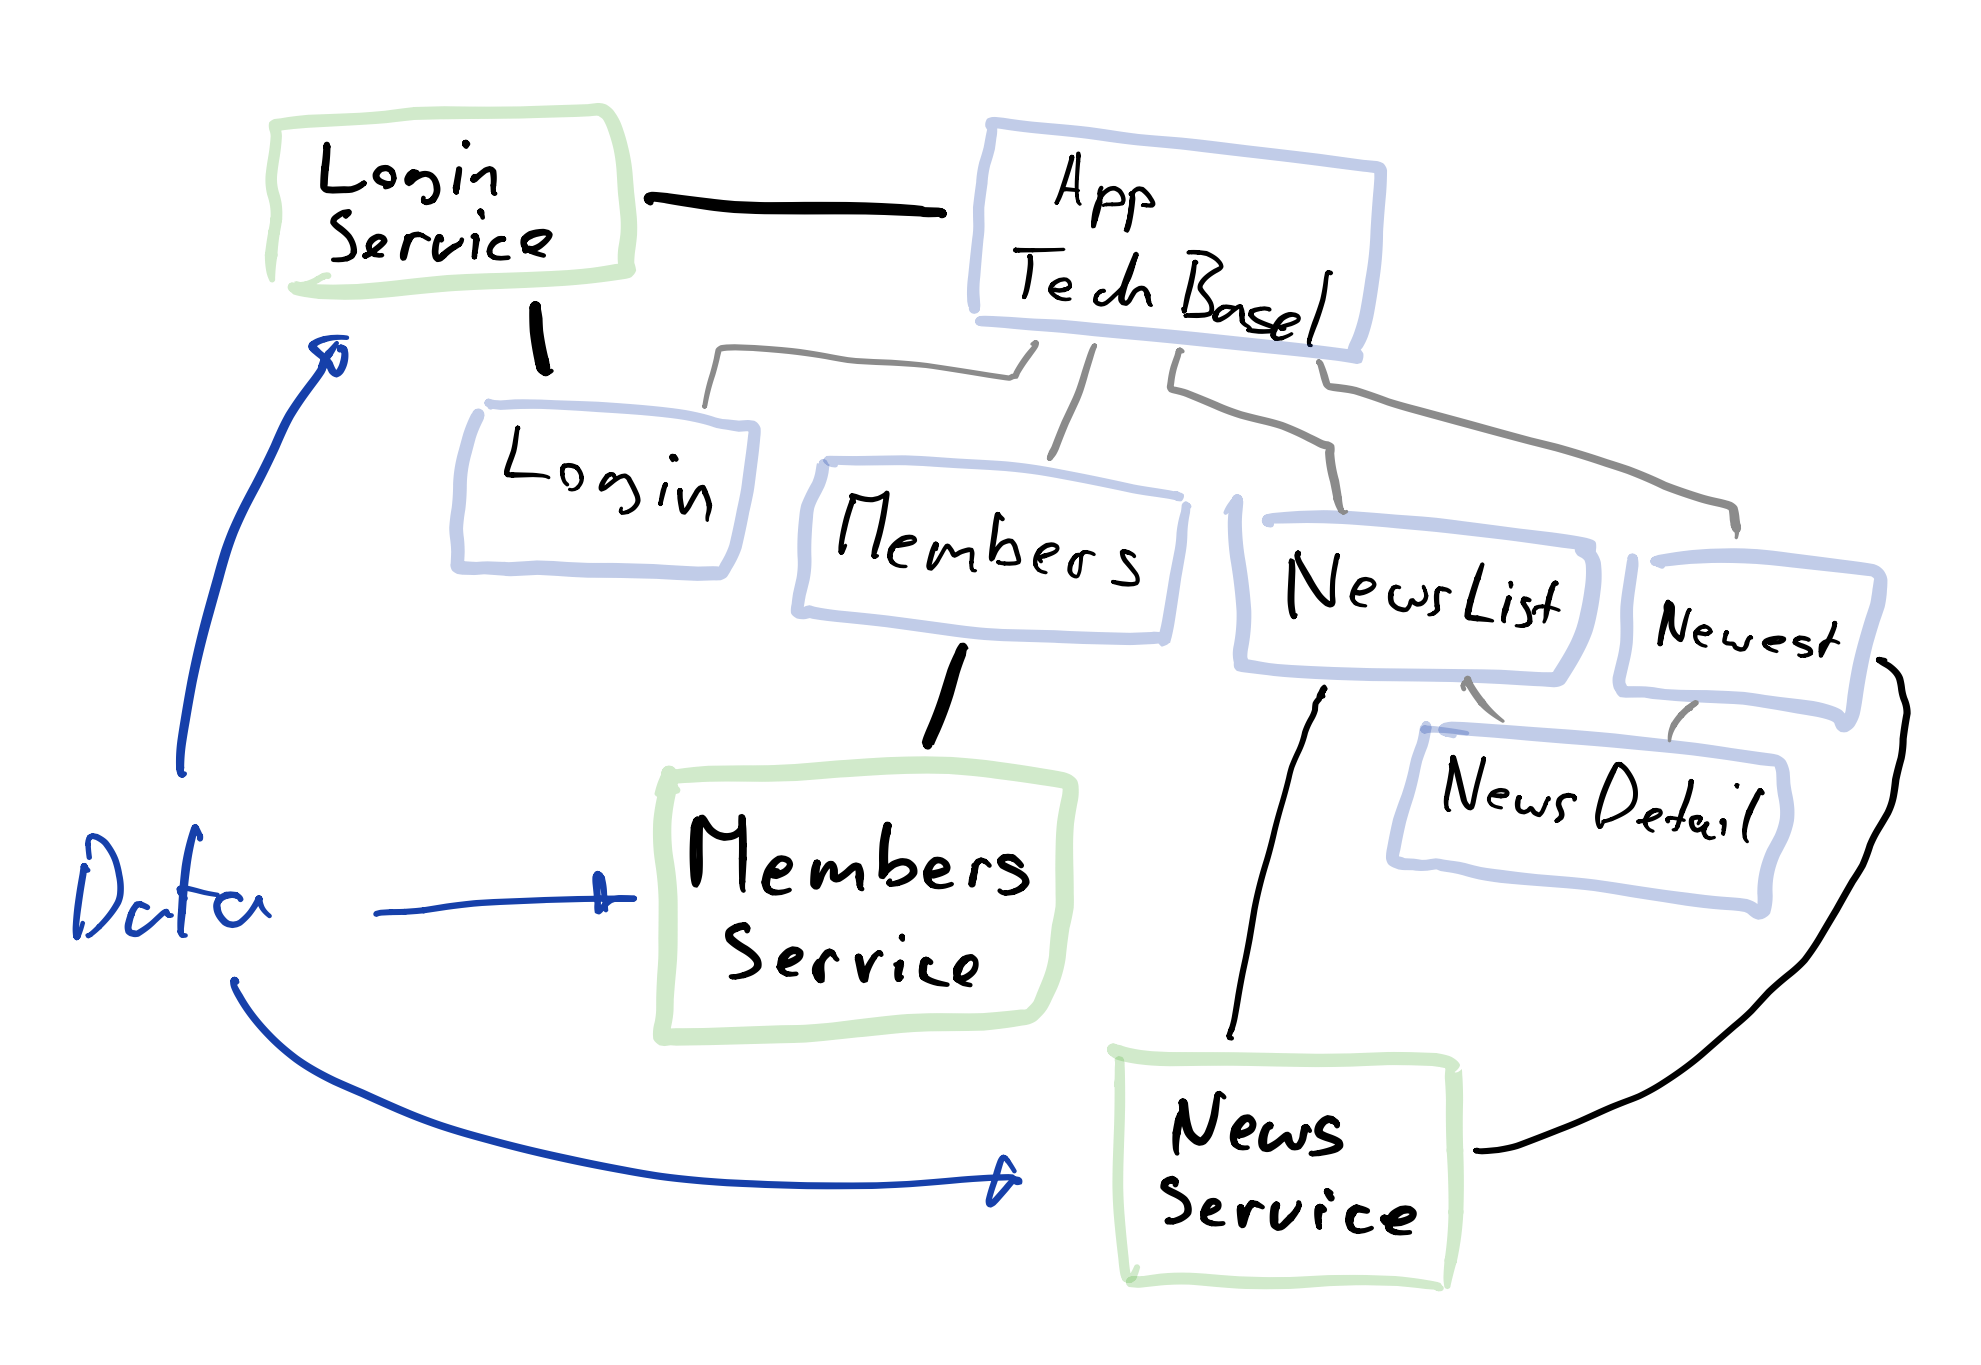 Login
Service
App
Tech Basel
Login
Members
News List
Newest
News Detail
Data
Members
Service
News
Service